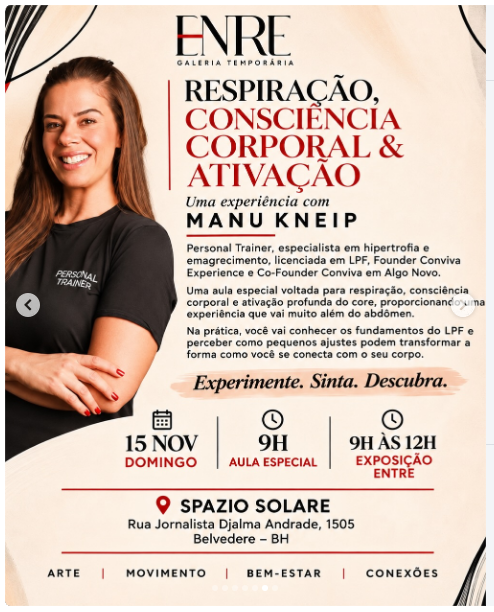 ENRE
GALERIA TEMPORÁRIA
RESPIRAÇÃO,
CONSCIÊNCIA
CORPORAL &
ATIVAÇÃO
Uma experiência com
MANU KNEIP
Personal Trainer, especialista em hipertrofia e
emagrecimento, licenciada em LPF, Founder Conviva
Experience e Co-Founder Conviva em Algo Novo.
Uma aula especial voltada para respiração, consciência
corporal e ativação profunda do core, proporcionando uma
experiência que vai muito além do abdômen.
Na prática, você vai conhecer os fundamentos do LPF e
perceber como pequenos ajustes podem transformar a
forma como você se conecta com o seu corpo.
PERSONAL
TRAINER
Experimente. Sinta. Descubra.
15 NOV
DOMINGO
9H
AULA ESPECIAL
9H ÀS 12H
EXPOSIÇÃO
ENTRE
SPAZIO SOLARE
Rua Jornalista Djalma Andrade, 1505
Belvedere – BH
ARTE | MOVIMENTO | BEM-ESTAR | CONEXÕES